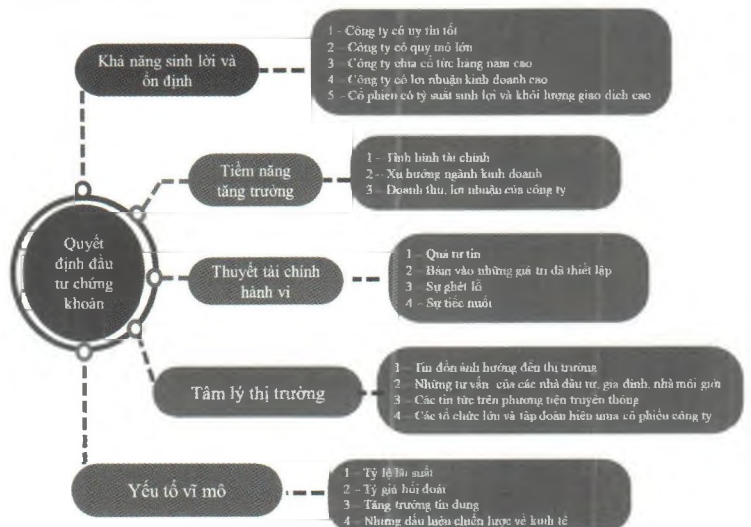 Khả năng sinh lời và
ổn định
1 - Công ty có uy tín tốt
2 - Công ty có quy mô lớn
3 - Công ty chia cổ tức hàng năm cao
4 - Công ty có lợi nhuận kinh doanh cao
5 - Cổ phiếu có tỷ suất sinh lợi và khối lượng giao dịch cao
Tiềm năng
tăng trưởng
1 - Tình hình tài chính
2 - Xu hướng ngành kinh doanh
3 - Doanh thu, lợi nhuận của công ty
Quyết
định đầu
tư chứng
khoán
Thuyết tài chính
hành vi
1 - Quá tự tin
2 - Bám vào những giá trị đã thiết lập
3 - Sự ghét lỗ
4 - Sự tiếc nuối
Tâm lý thị trường
1 - Tin đồn ảnh hưởng đến thị trường
2 - Những tư vấn của các nhà đầu tư, gia đình, nhà môi giới
3 - Các tin tức trên phương tiện truyền thông
4 - Các tổ chức lớn và tập đoàn hiện mua cổ phiếu công ty
Yếu tố vĩ mô
1 - Tỷ lệ lãi suất
2 - Tỷ giá hối đoái
3 - Tăng trưởng tín dụng
4 - Những dấu hiệu chiến lược về kinh tế